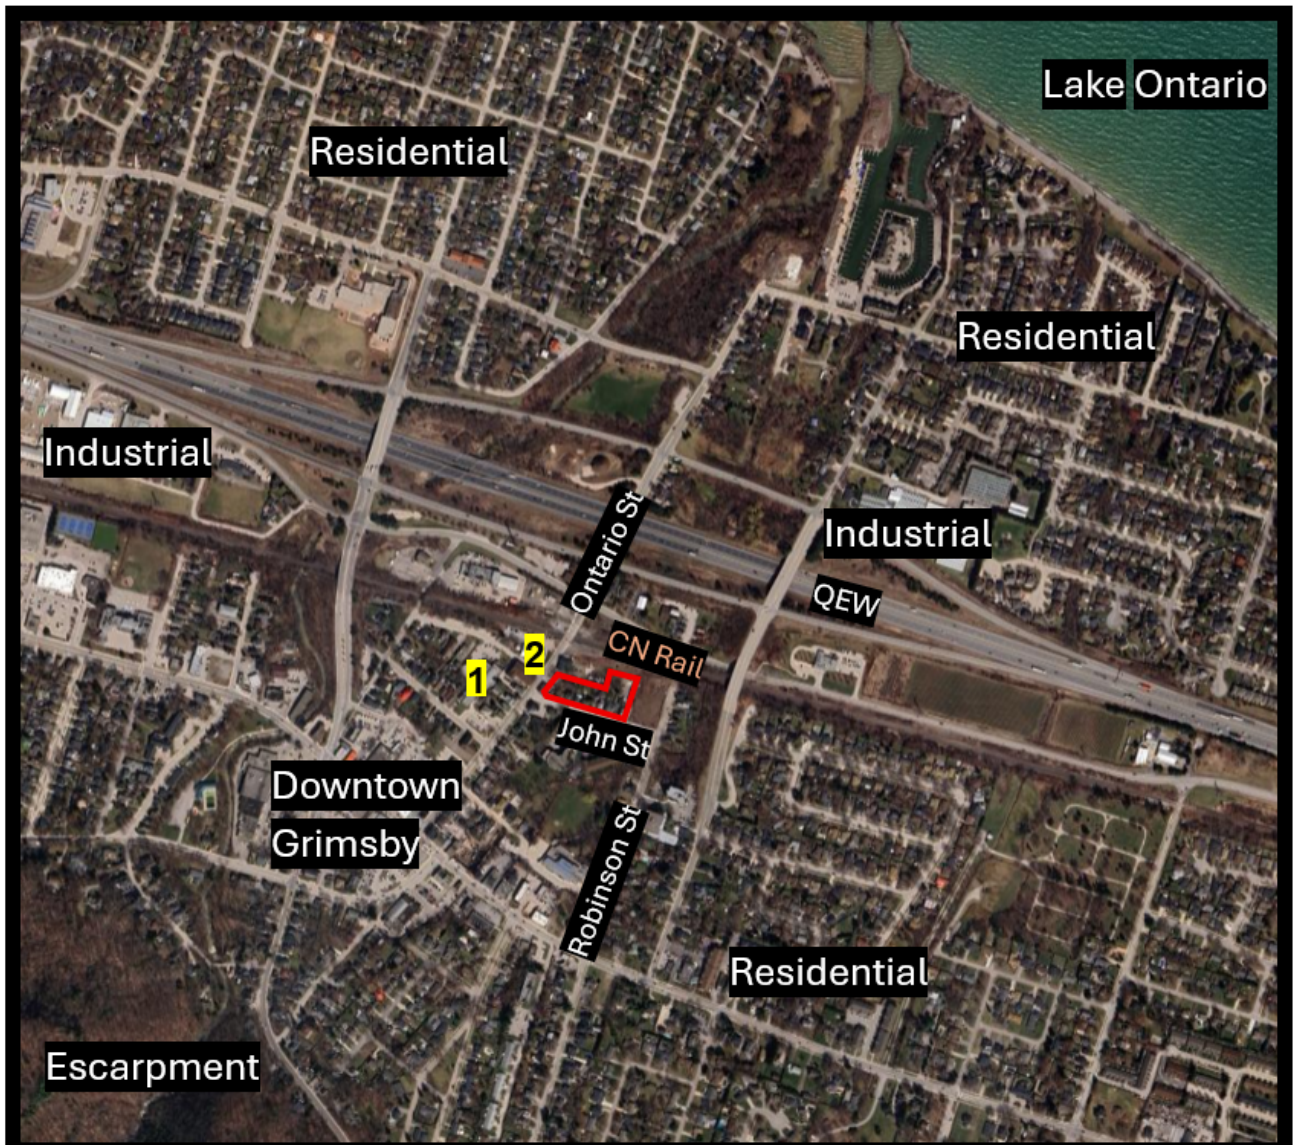 Lake Ontario
Residential
Residential
Industrial
Ontario St
Industrial
QEW
CN Rail
2
1
John St
Downtown
Grimsby
Robinson St
Residential
Escarpment